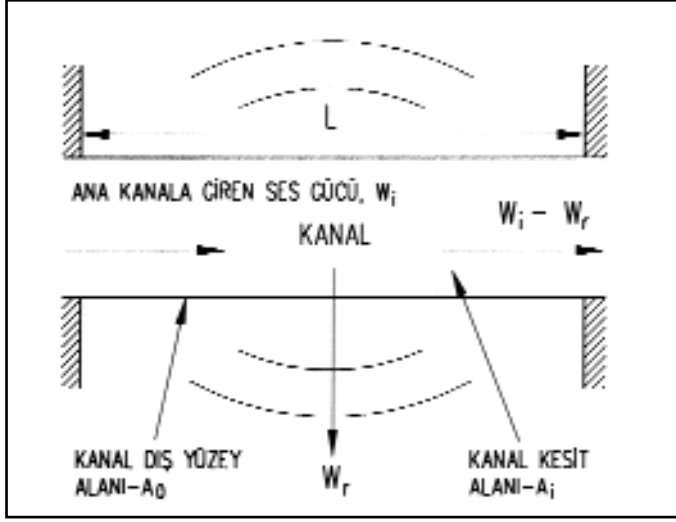 L
ANA KANALA GİREN SES GÜCÜ, Wᵢ
Wᵢ – Wᵣ
KANAL
KANAL DIŞ YÜZEY
ALANI–A₀
Wᵣ
KANAL KESİT
ALANI–Aᵢ